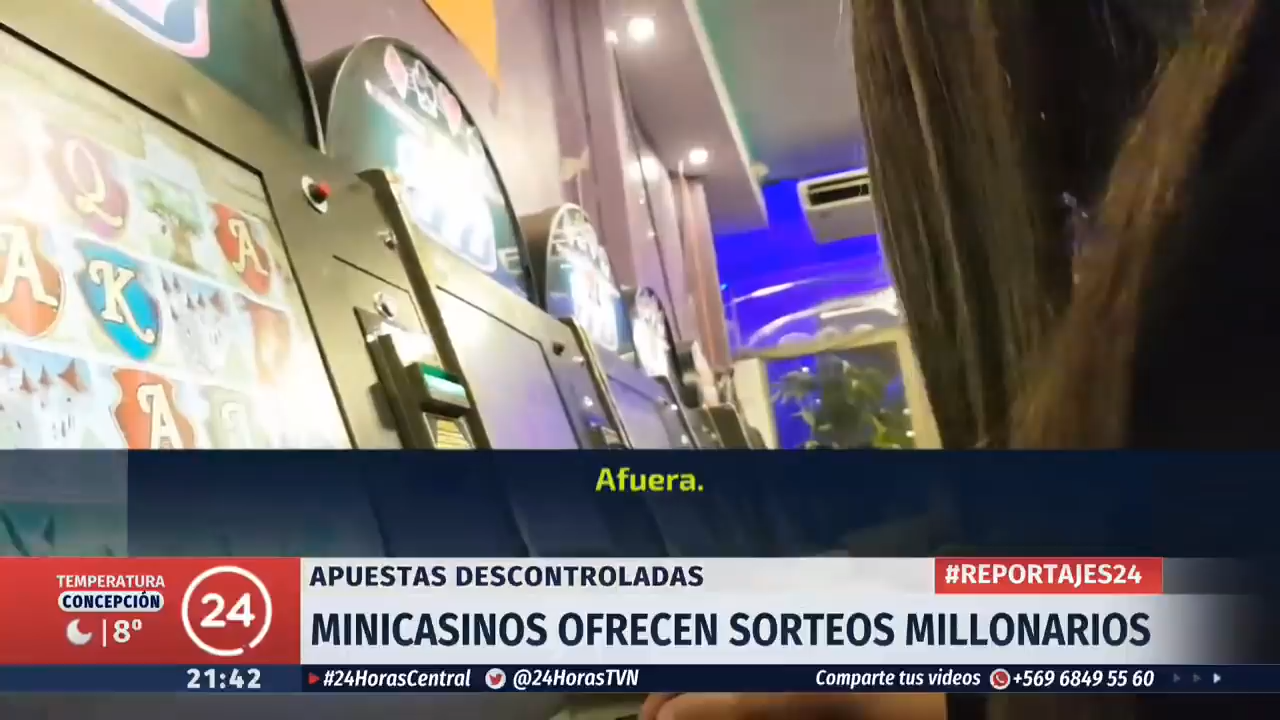 Q
A
A
K
A
Afuera.
TEMPERATURA
CONCEPCIÓN
8º
24
APUESTAS DESCONTROLADAS
#REPORTAJES24
MINICASINOS OFRECEN SORTEOS MILLONARIOS
21:42
#24HorasCentral
@24HorasTVN
Comparte tus videos
+569 6849 55 60